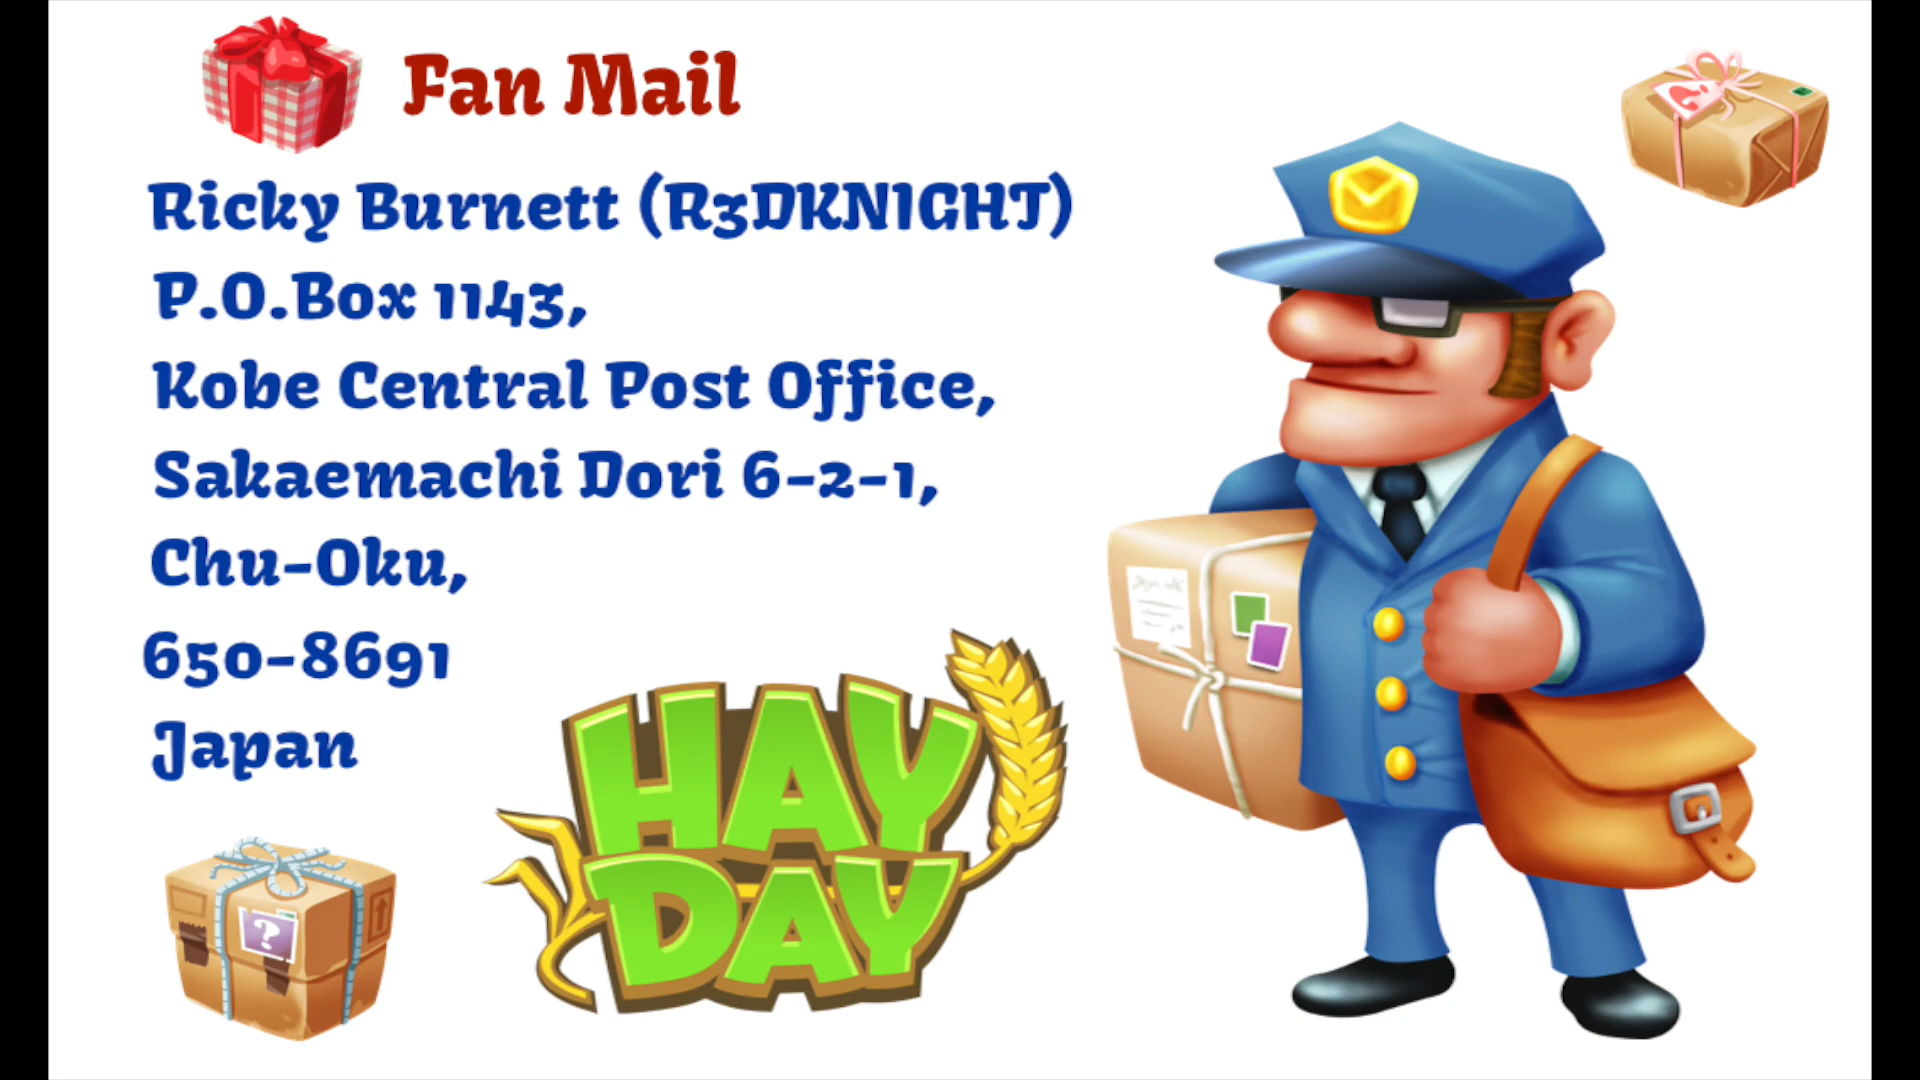 Fan Mail
Ricky Burnett (R3DKNIGHT)
P.O.Box 1143,
Kobe Central Post Office,
Sakaemachi Dori 6-2-1,
Chu-Oku,
650-8691
Japan
HAY
DAY
?